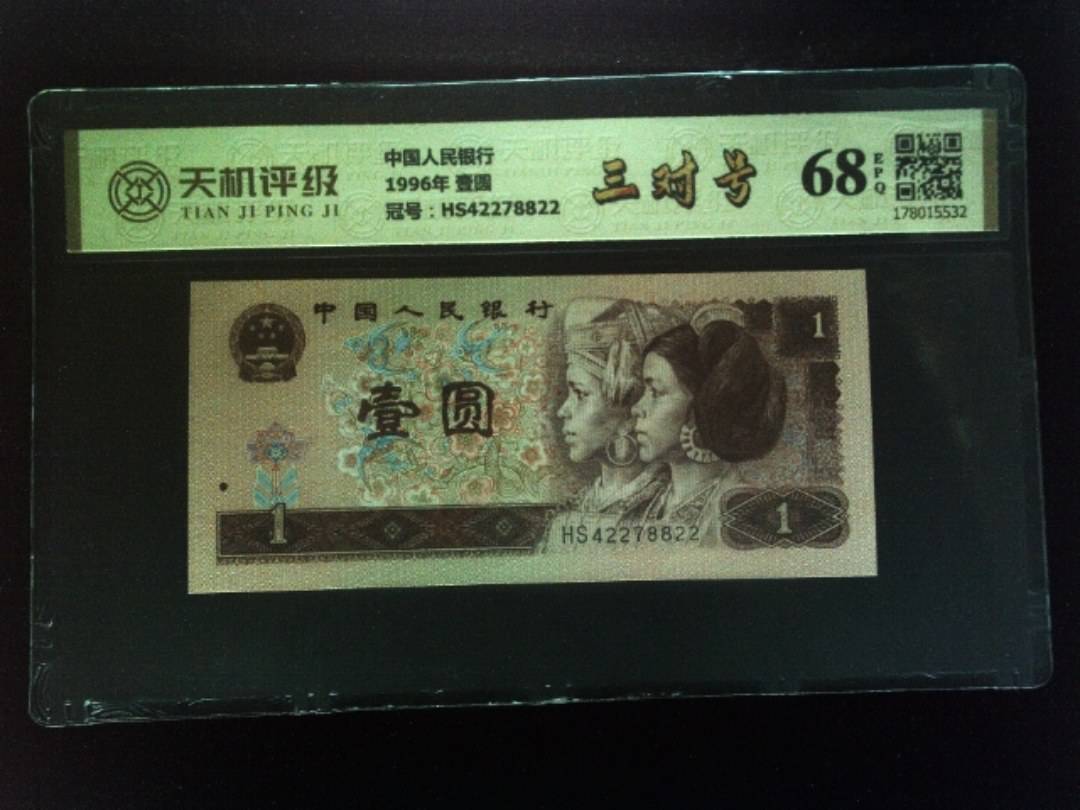 天机评级
TIAN JI PING JI
中国人民银行
1996年 壹圆
冠号：HS42278822
三对号
68
EPQ
178015532
中国人民银行
1
壹圆
1
HS42278822
1